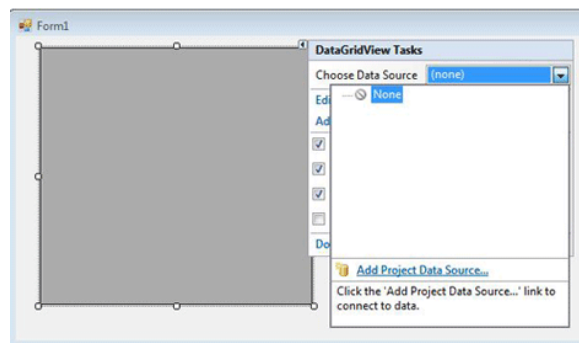 Form1
DataGridView Tasks
Choose Data Source (none)
None
Edi
Ad
Do
Add Project Data Source...
Click the 'Add Project Data Source...' link to
connect to data.